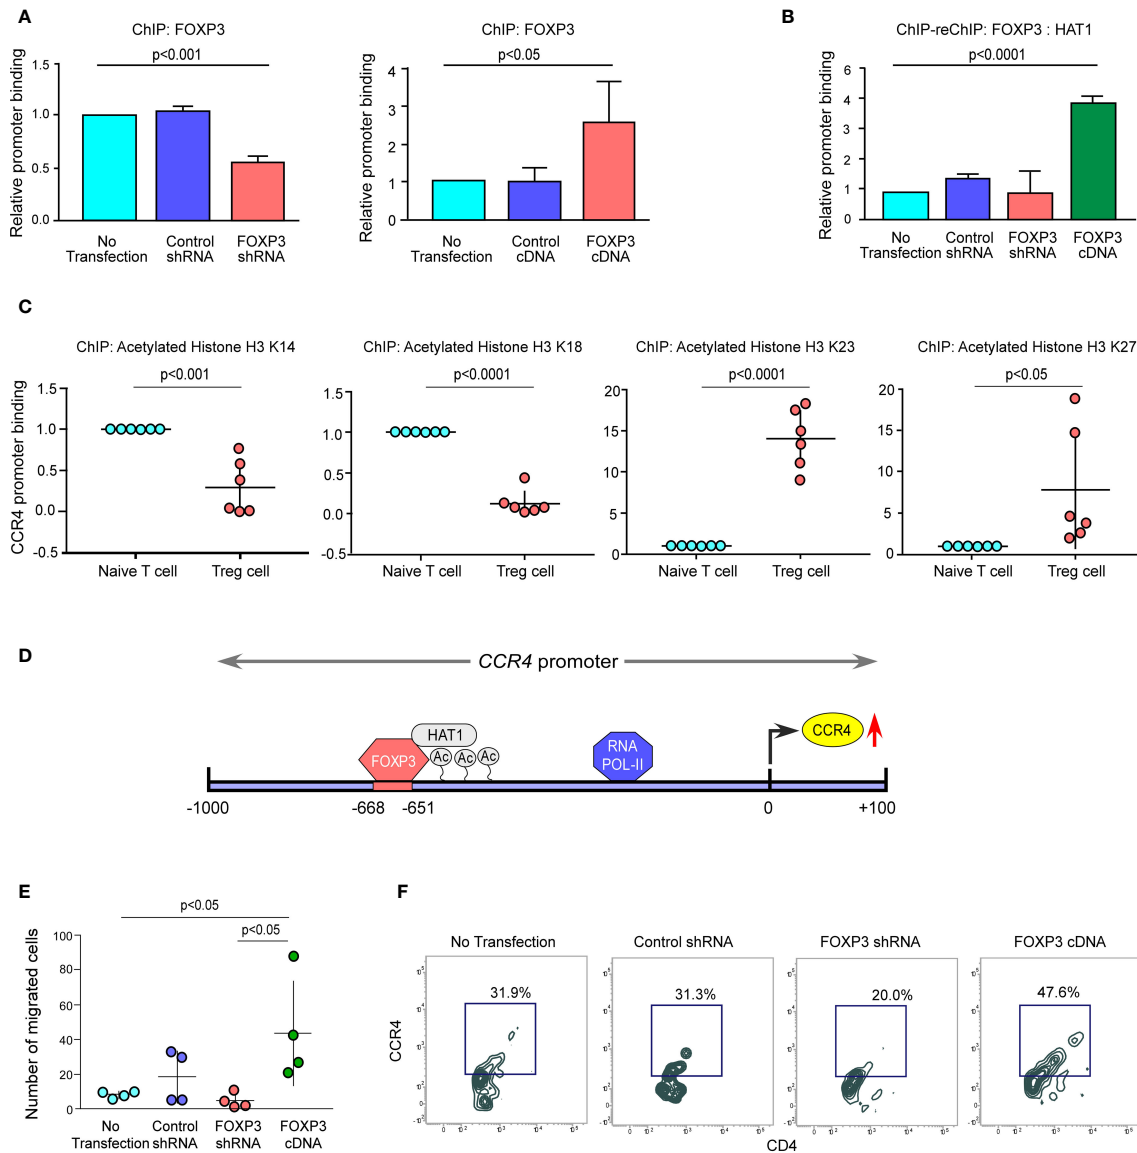 A
ChIP: FOXP3
p<0.001
Relative promoter binding
1.5
1.0
0.5
0.0
No Transfection
Control shRNA
FOXP3 shRNA
ChIP: FOXP3
p<0.05
Relative promoter binding
4
3
2
1
0
No Transfection
Control cDNA
FOXP3 cDNA
B
ChIP-reChIP: FOXP3 : HAT1
p<0.0001
Relative promoter binding
6
4
2
1
0
No Transfection
Control shRNA
FOXP3 shRNA
FOXP3 cDNA
C
ChIP: Acetylated Histone H3 K14
p<0.001
CCR4 promoter binding
1.5
1.0
0.5
0.0
-0.5
Naive T cell
Treg cell
ChIP: Acetylated Histone H3 K18
p<0.0001
1.5
1.0
0.5
0.0
-0.5
Naive T cell
Treg cell
ChIP: Acetylated Histone H3 K23
p<0.0001
20
15
10
5
0
Naive T cell
Treg cell
ChIP: Acetylated Histone H3 K27
p<0.05
20
15
10
5
0
Naive T cell
Treg cell
D
CCR4 promoter
HAT1
FOXP3
Ac
Ac
Ac
RNA
POL-II
CCR4
-1000
-668
-651
0
+100
E
p<0.05
p<0.05
Number of migrated cells
100
80
60
40
20
0
No Transfection
Control shRNA
FOXP3 shRNA
FOXP3 cDNA
F
No Transfection
Control shRNA
FOXP3 shRNA
FOXP3 cDNA
31.9%
31.3%
20.0%
47.6%
CCR4
CD4